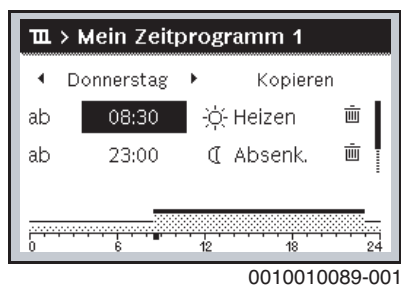 > Mein Zeitprogramm 1
Donnerstag Kopieren
ab 08:30 Heizen
ab 23:00 Absenk.
0 6 12 18 24
0010010089-001